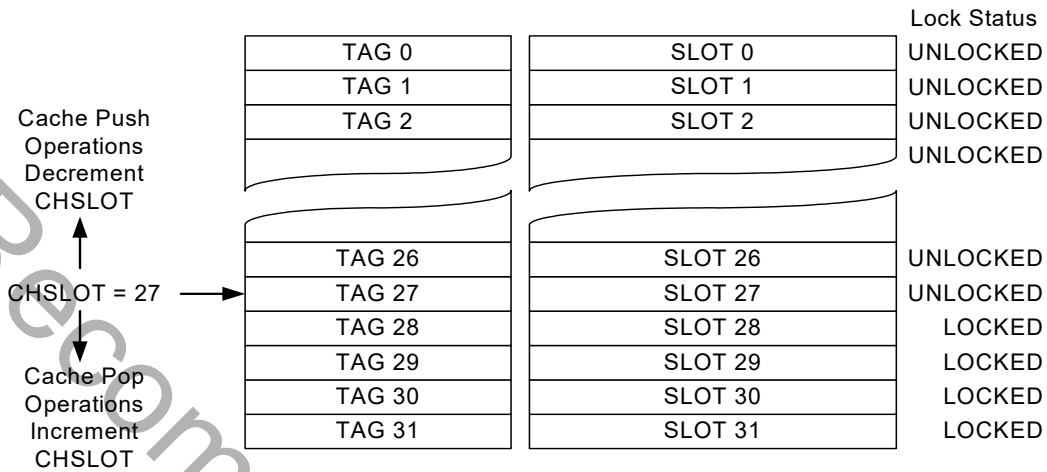 Lock Status
TAG 0 SLOT 0 UNLOCKED
TAG 1 SLOT 1 UNLOCKED
TAG 2 SLOT 2 UNLOCKED
UNLOCKED
Cache Push
Operations
Decrement
CHSLOT
TAG 26 SLOT 26 UNLOCKED
CHSLOT = 27 TAG 27 SLOT 27 UNLOCKED
TAG 28 SLOT 28 LOCKED
TAG 29 SLOT 29 LOCKED
TAG 30 SLOT 30 LOCKED
TAG 31 SLOT 31 LOCKED
Cache Pop
Operations
Increment
CHSLOT
Recom